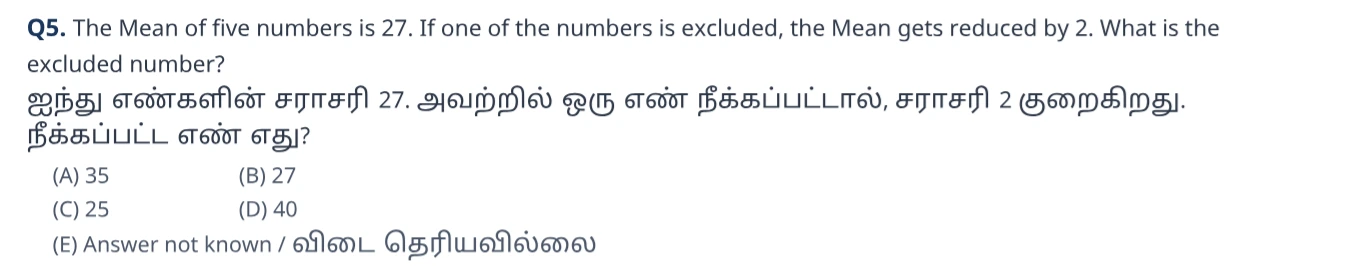 Q5. The Mean of five numbers is 27. If one of the numbers is excluded, the Mean gets reduced by 2. What is the
excluded number?
ஐந்து எண்களின் சராசரி 27. அவற்றில் ஒரு எண் நீக்கப்பட்டால், சராசரி 2 குறைகிறது.
நீக்கப்பட்ட எண் எது?
(A) 35 (B) 27
(C) 25 (D) 40
(E) Answer not known / விடை தெரியவில்லை